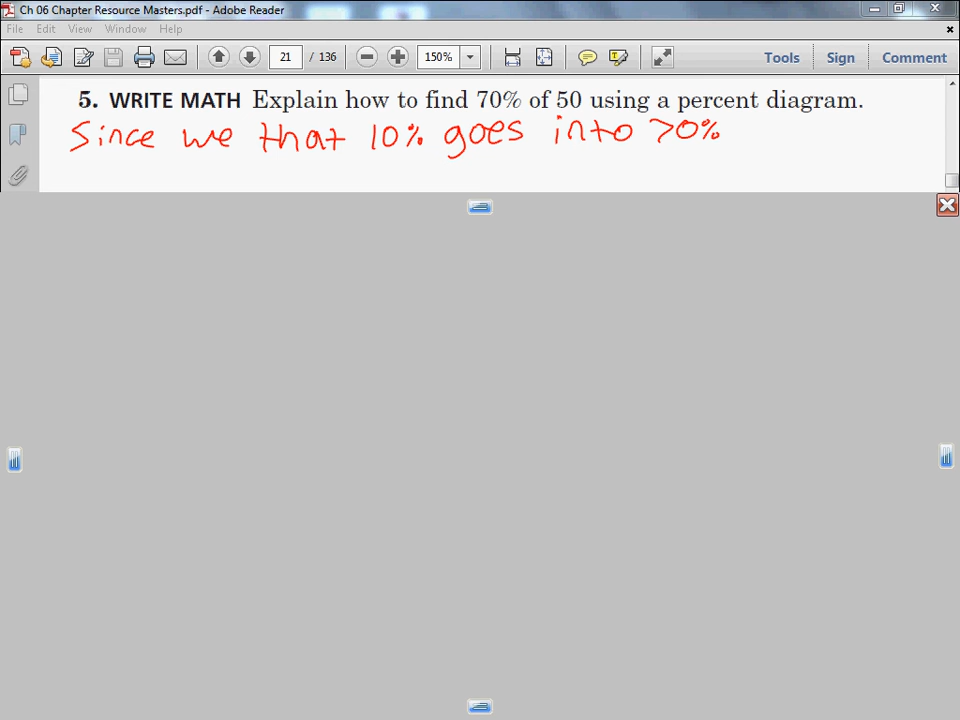 Ch 06 Chapter Resource Masters.pdf - Adobe Reader
File Edit View Window Help
21 / 136 150% Tools Sign Comment
5. WRITE MATH Explain how to find 70% of 50 using a percent diagram.
Since we that 10% goes into 70%